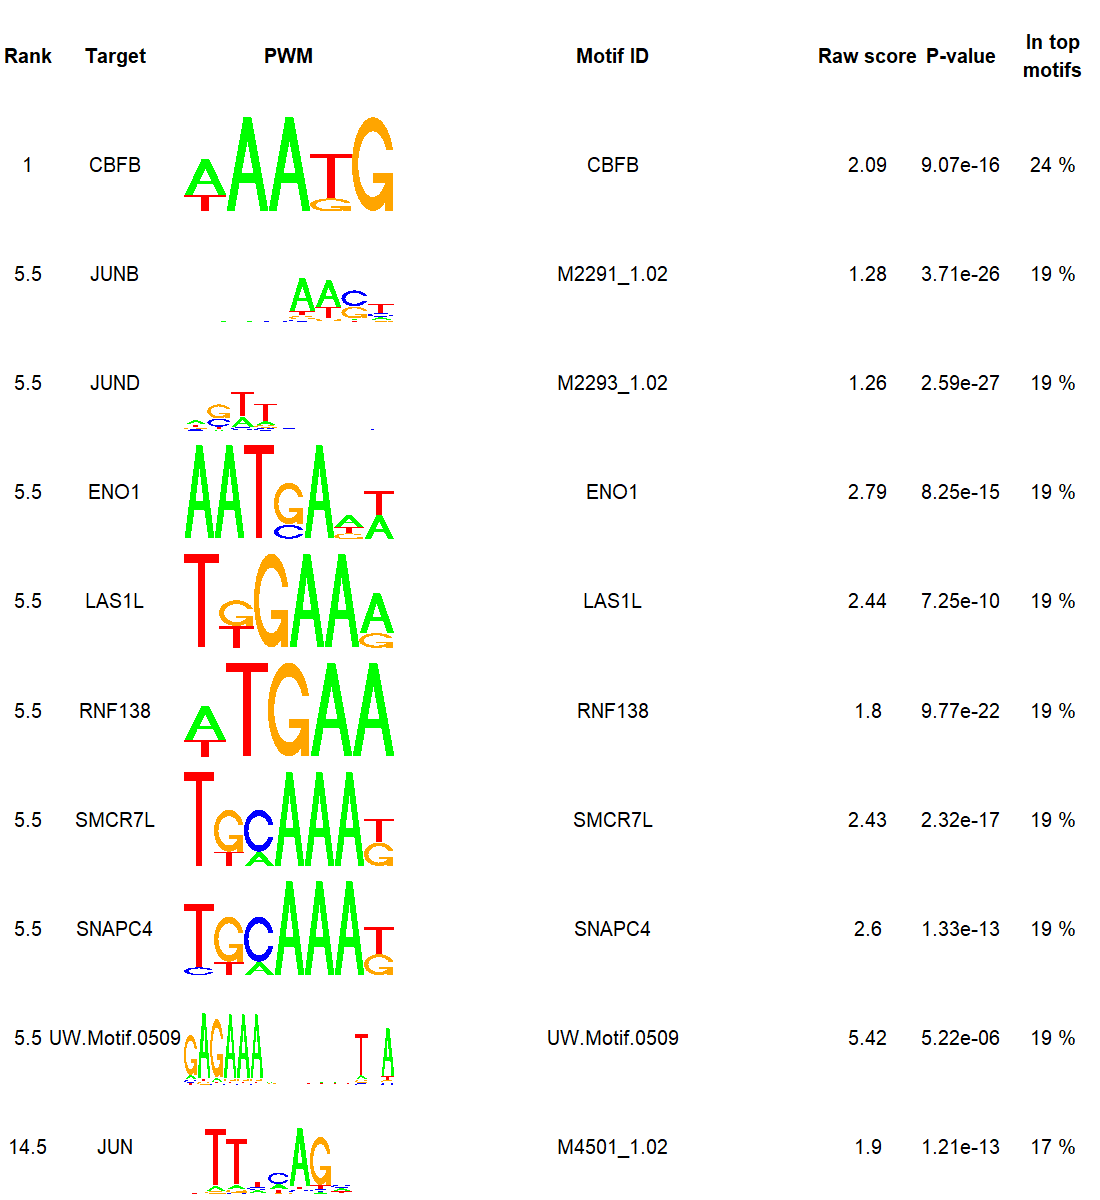 Rank Target PWM Motif ID Raw score P-value In top motifs
1 CBFB CBFB 2.09 9.07e-16 24 %
5.5 JUNB M2291_1.02 1.28 3.71e-26 19 %
5.5 JUND M2293_1.02 1.26 2.59e-27 19 %
5.5 ENO1 ENO1 2.79 8.25e-15 19 %
5.5 LAS1L LAS1L 2.44 7.25e-10 19 %
5.5 RNF138 RNF138 1.8 9.77e-22 19 %
5.5 SMCR7L SMCR7L 2.43 2.32e-17 19 %
5.5 SNAPC4 SNAPC4 2.6 1.33e-13 19 %
5.5 UW.Motif.0509 UW.Motif.0509 5.42 5.22e-06 19 %
14.5 JUN M4501_1.02 1.9 1.21e-13 17 %